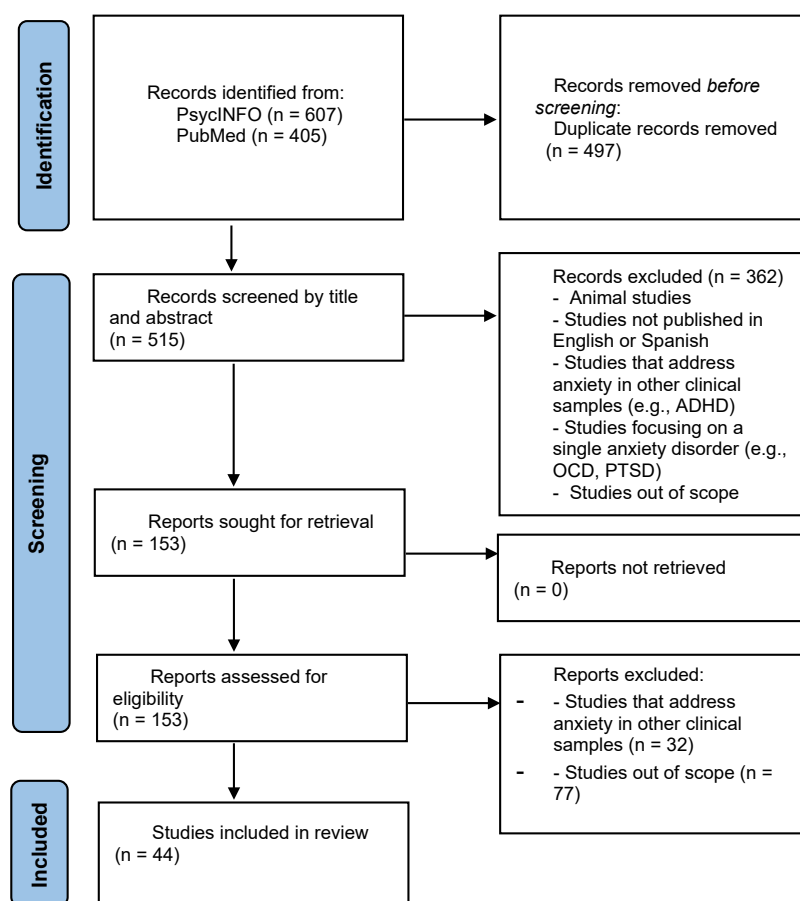 Identification
Records identified from:
PsycINFO (n = 607)
PubMed (n = 405)
Records removed before
screening:
Duplicate records removed
(n = 497)
Screening
Records screened by title
and abstract
(n = 515)
Records excluded (n = 362)
- Animal studies
- Studies not published in
English or Spanish
- Studies that address
anxiety in other clinical
samples (e.g., ADHD)
- Studies focusing on a
single anxiety disorder (e.g.,
OCD, PTSD)
- Studies out of scope
Reports sought for retrieval
(n = 153)
Reports not retrieved
(n = 0)
Reports assessed for
eligibility
(n = 153)
Reports excluded:
- - Studies that address
anxiety in other clinical
samples (n = 32)
- - Studies out of scope (n =
77)
Included
Studies included in review
(n = 44)